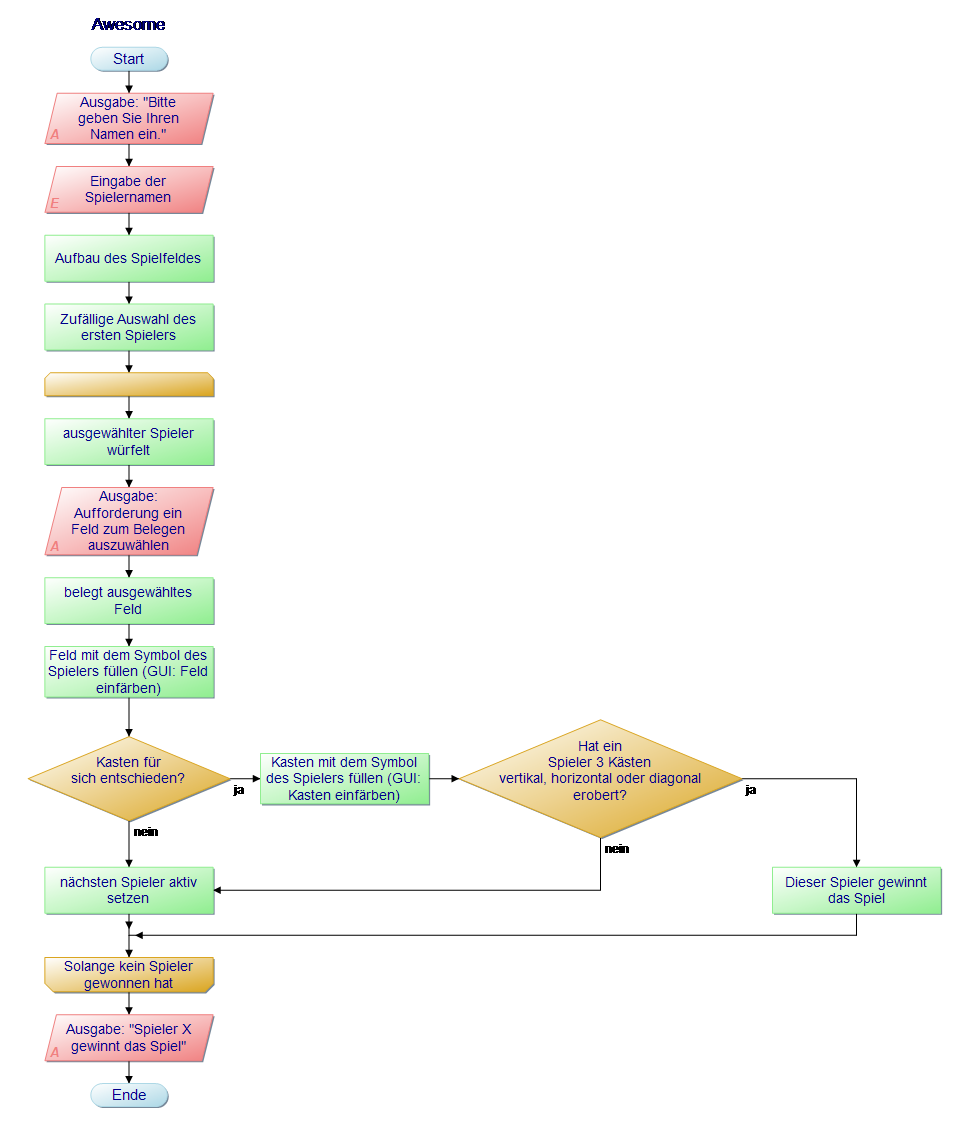 Awesome
Start
Ausgabe: "Bitte
geben Sie Ihren
Namen ein."
A
Eingabe der
Spielernamen
E
Aufbau des Spielfeldes
Zufällige Auswahl des
ersten Spielers
ausgewählter Spieler
würfelt
Ausgabe:
Aufforderung ein
Feld zum Belegen
auszuwählen
A
belegt ausgewähltes
Feld
Feld mit dem Symbol des
Spielers füllen (GUI: Feld
einfärben)
Kasten für
sich entschieden?
ja
nein
Kasten mit dem Symbol
des Spielers füllen (GUI:
Kasten einfärben)
Hat ein
Spieler 3 Kästen
vertikal, horizontal oder diagonal
erobert?
ja
nein
nächsten Spieler aktiv
setzen
Dieser Spieler gewinnt
das Spiel
Solange kein Spieler
gewonnen hat
Ausgabe: "Spieler X
gewinnt das Spiel"
A
Ende